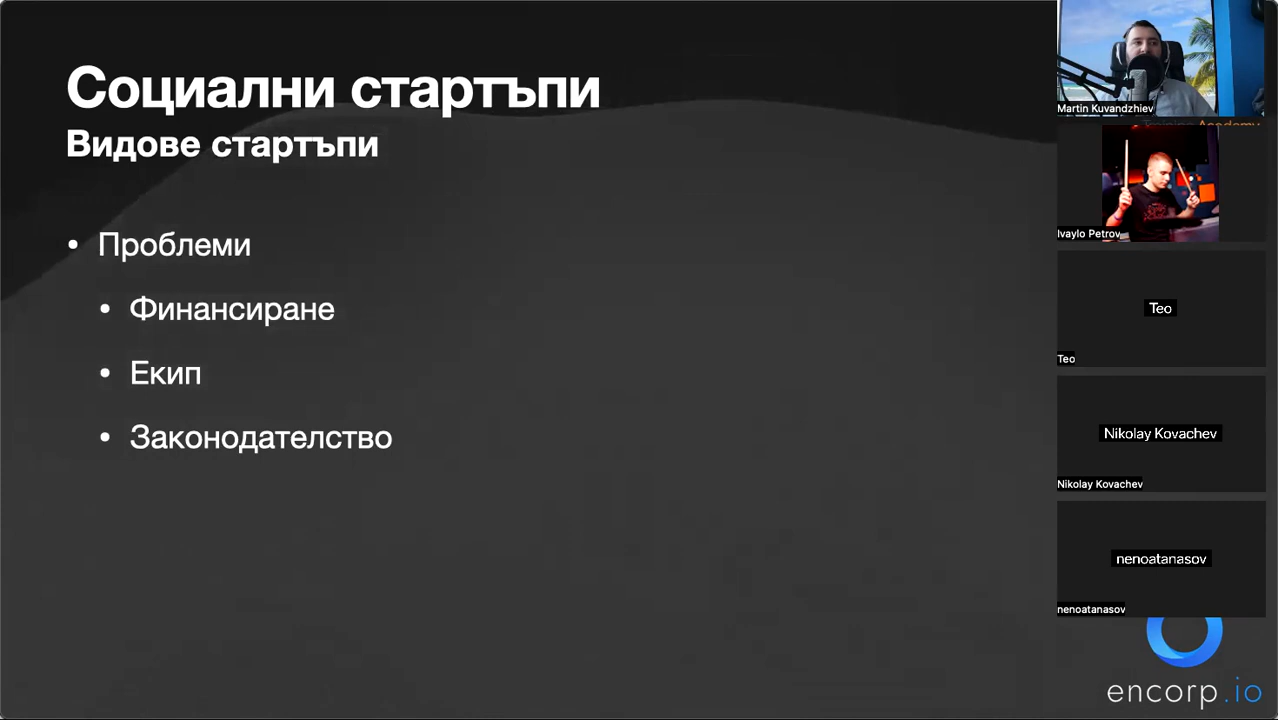 Социални стартъпи
Видове стартъпи
• Проблеми
• Финансиране
• Екип
• Законодателство
Martin Kuvandzhiev
Academy
Ivaylo Petrov
Teo
Teo
Nikolay Kovachev
Nikolay Kovachev
nenoatanasov
nenoatanasov
encorp.io